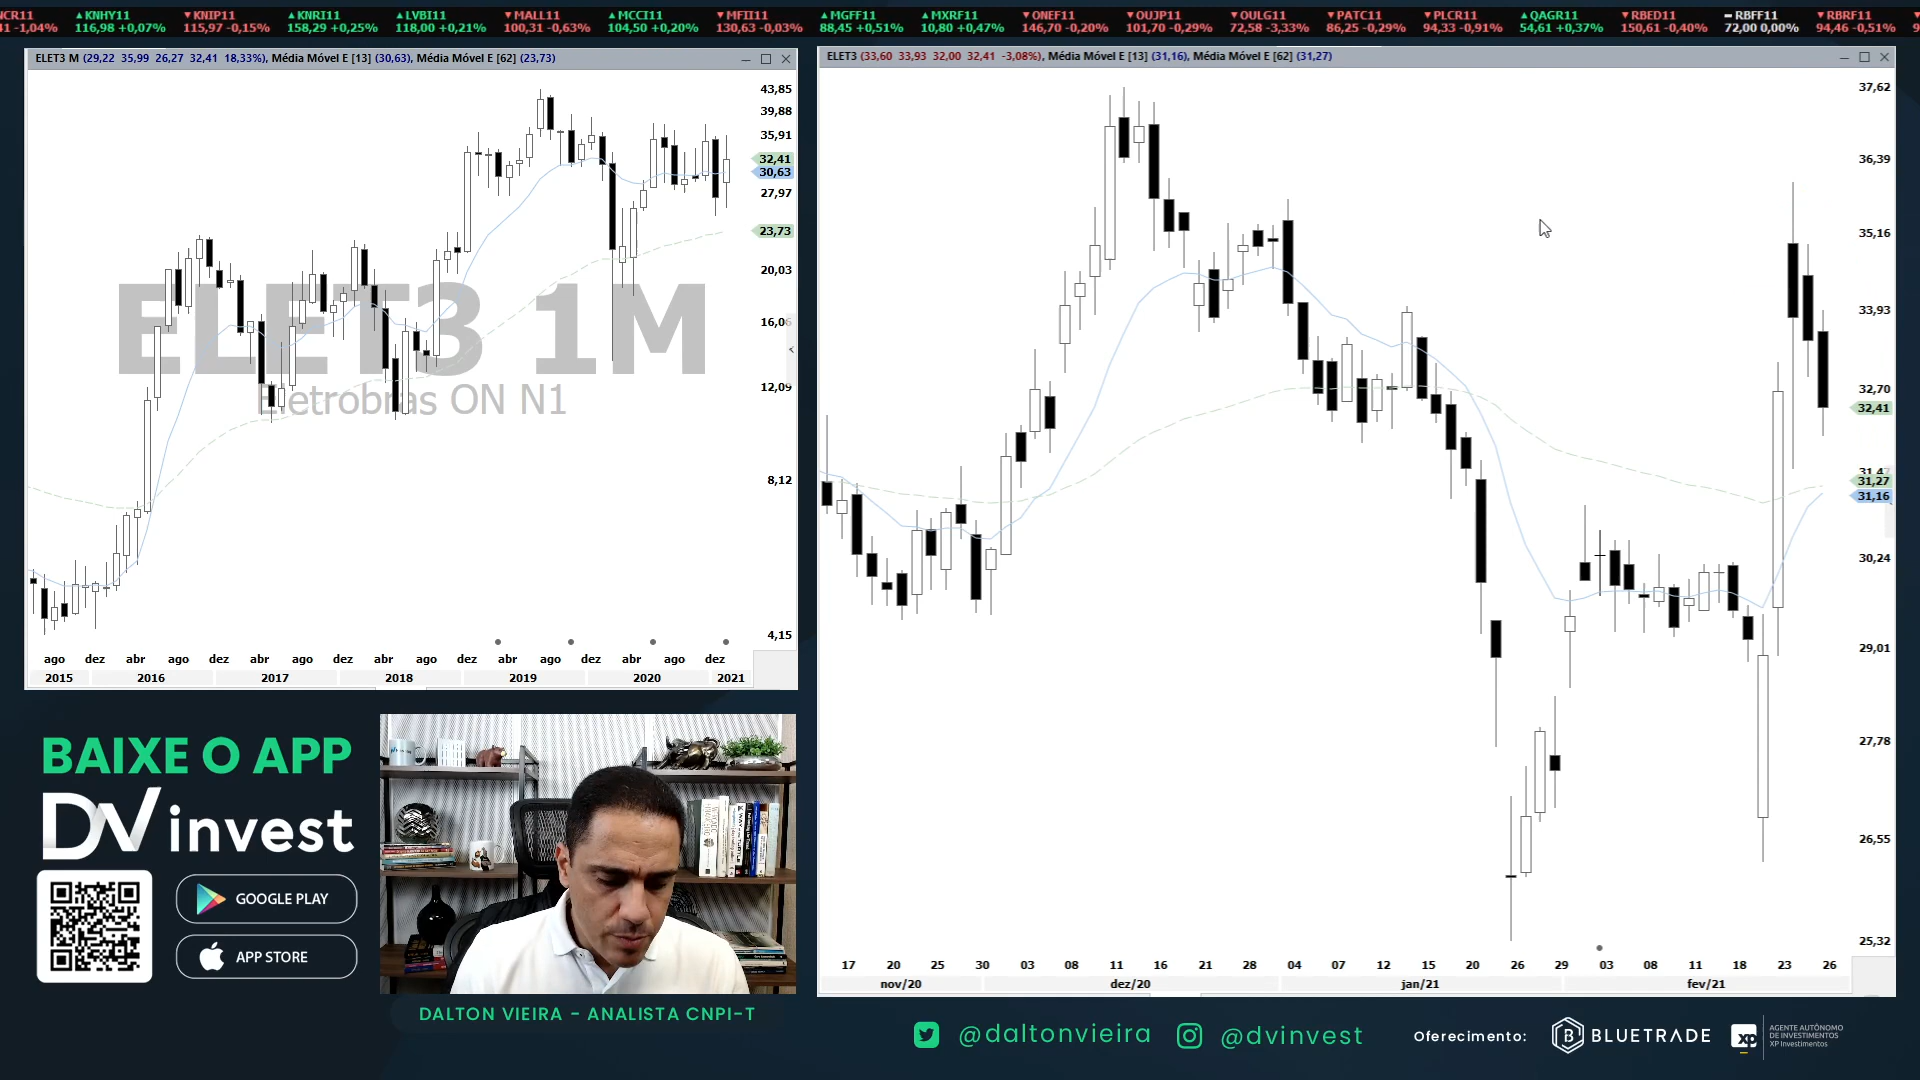 NCR11 ▲KNHY11 ▼KNIP11 ▲KNRI11 ▲LVBI11 ▼MALL11 ▲MCCI11 ▼MFII11 ▲MGFF11 ▲MXRF11 ▼ONEF11 ▼OUJP11 ▼OULG11 ▼PATC11 ▼PLCR11 ▲QAGR11 ▼RBED11 ━RBFF11 ▼RBRF11
41 -1,04% 116,98 +0,07% 115,97 -0,15% 158,29 +0,25% 118,00 +0,21% 100,31 -0,63% 104,50 +0,20% 130,63 -0,03% 88,45 +0,51% 10,80 +0,47% 146,70 -0,20% 101,70 -0,29% 72,58 -3,33% 86,25 -0,29% 94,33 -0,91% 54,61 +0,37% 150,61 -0,40% 72,00 0,00% 94,46 -0,51%
ELET3 M (29,22 35,99 26,27 32,41 18,33%), Média Móvel E [13] (30,63), Média Móvel E [62] (23,73)
43,85
39,88
35,91
32,41
30,63
27,97
23,73
20,03
16,06
12,09
8,12
4,15
ELET3 1M
Eletrobras ON N1
ago dez abr ago dez abr ago dez abr ago dez abr ago dez abr ago dez
2015 2016 2017 2018 2019 2020 2021
ELET3 (33,60 33,93 32,00 32,41 -3,08%), Média Móvel E [13] (31,16), Média Móvel E [62] (31,27)
37,62
36,39
35,16
33,93
32,70
32,41
31,47
31,27
31,16
30,24
29,01
27,78
26,55
25,32
17 20 25 30 03 08 11 16 21 28 04 07 12 15 20 26 29 03 08 11 18 23 26
nov/20 dez/20 jan/21 fev/21
BAIXE O APP
DV invest
GOOGLE PLAY
APP STORE
DALTON VIEIRA - ANALISTA CNPI-T
@daltonvieira @dvinvest
Oferecimento: BLUETRADE
xp
AGENTE AUTÔNOMO
DE INVESTIMENTOS
XP Investimentos